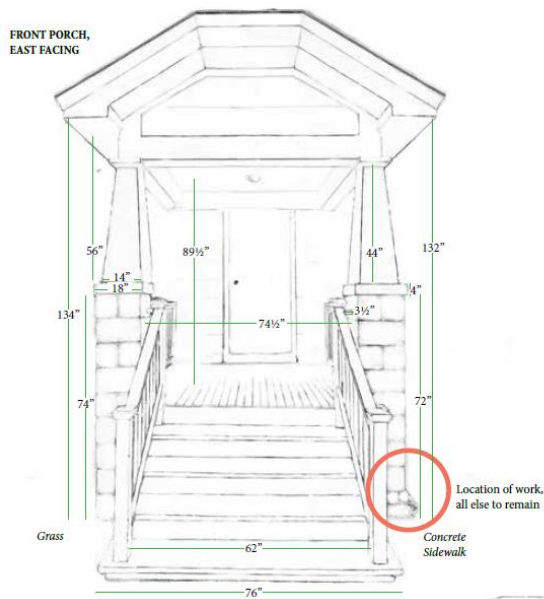 FRONT PORCH,
EAST FACING
56”
89½”
44”
132”
14”
18”
4”
134”
74½”
3½”
74”
72”
Location of work,
all else to remain
Grass
Concrete
Sidewalk
62”
76”